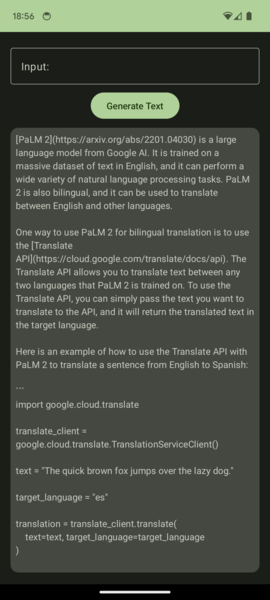 18:56
Input:
Generate Text
[PaLM 2](https://arxiv.org/abs/2201.04030) is a large
language model from Google AI. It is trained on a
massive dataset of text in English, and it can perform a
wide variety of natural language processing tasks. PaLM
2 is also bilingual, and it can be used to translate
between English and other languages.
One way to use PaLM 2 for bilingual translation is to use
the [Translate
API](https://cloud.google.com/translate/docs/api). The
Translate API allows you to translate text between any
two languages that PaLM 2 is trained on. To use the
Translate API, you can simply pass the text you want to
translate to the API, and it will return the translated text in
the target language.
Here is an example of how to use the Translate API with
PaLM 2 to translate a sentence from English to Spanish:
```
import google.cloud.translate
translate_client =
google.cloud.translate.TranslationServiceClient()
text = "The quick brown fox jumps over the lazy dog."
target_language = "es"
translation = translate_client.translate(
text=text, target_language=target_language
)